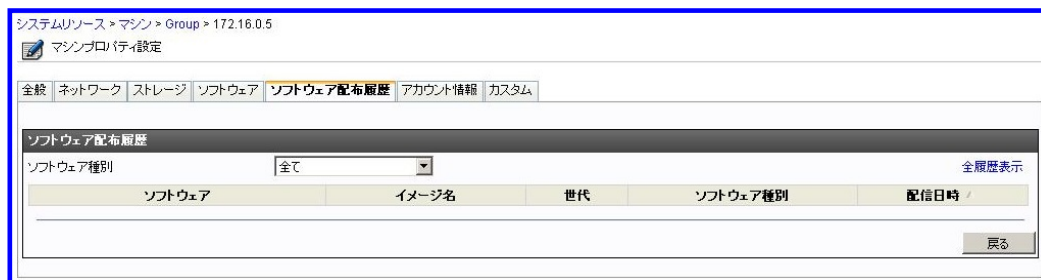 システムリソース > マシン > Group > 172.16.0.5
マシンプロパティ設定
全般 ネットワーク ストレージ ソフトウェア ソフトウェア配布履歴 アカウント情報 カスタム
ソフトウェア配布履歴
ソフトウェア種別 全て 全履歴表示
ソフトウェア イメージ名 世代 ソフトウェア種別 配信日時
戻る